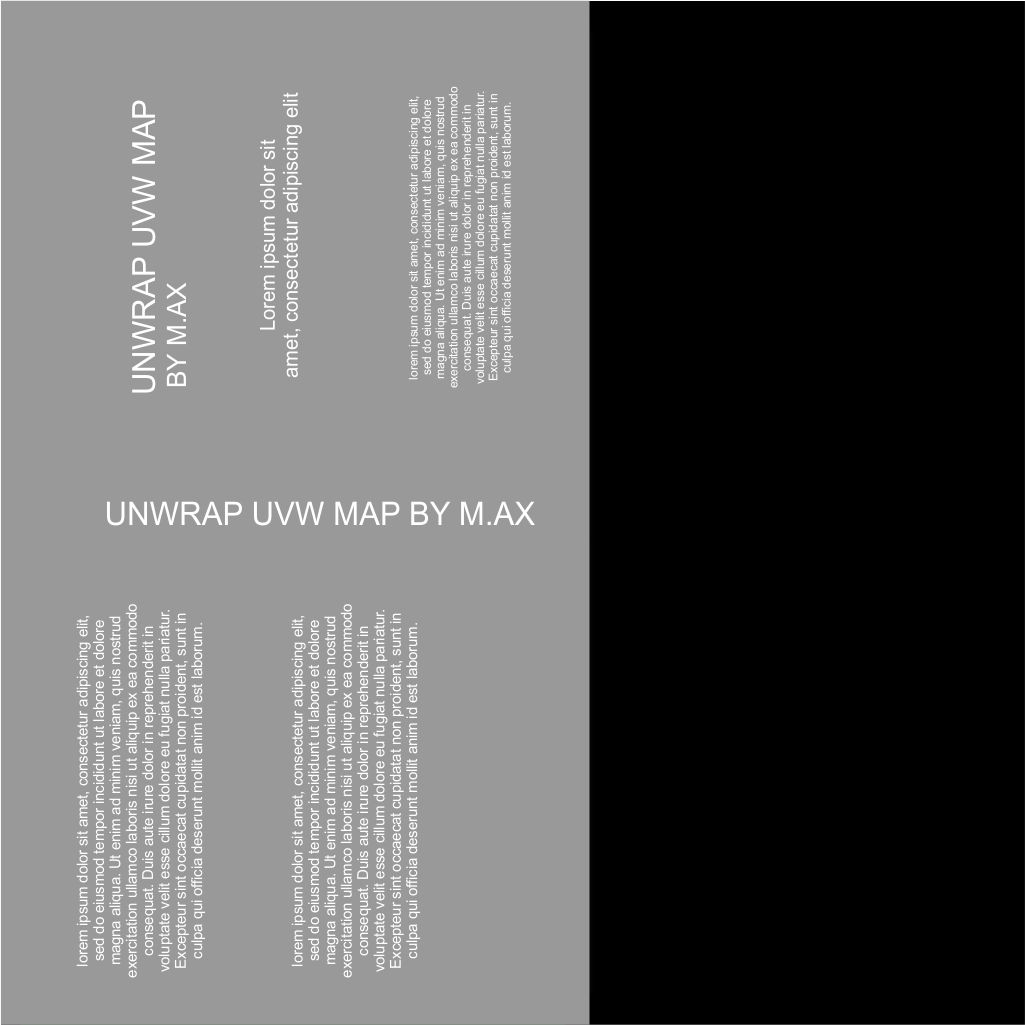 UNWRAP UVW MAP
BY M.AX
Lorem ipsum dolor sit
amet, consectetur adipiscing elit
lorem ipsum dolor sit amet, consectetur adipiscing elit,
sed do eiusmod tempor incididunt ut labore et dolore
magna aliqua. Ut enim ad minim veniam, quis nostrud
exercitation ullamco laboris nisi ut aliquip ex ea commodo
consequat. Duis aute irure dolor in reprehenderit in
voluptate velit esse cillum dolore eu fugiat nulla pariatur.
Excepteur sint occaecat cupidatat non proident, sunt in
culpa qui officia deserunt mollit anim id est laborum.
UNWRAP UVW MAP BY M.AX
lorem ipsum dolor sit amet, consectetur adipiscing elit,
sed do eiusmod tempor incididunt ut labore et dolore
magna aliqua. Ut enim ad minim veniam, quis nostrud
exercitation ullamco laboris nisi ut aliquip ex ea commodo
consequat. Duis aute irure dolor in reprehenderit in
voluptate velit esse cillum dolore eu fugiat nulla pariatur.
Excepteur sint occaecat cupidatat non proident, sunt in
culpa qui officia deserunt mollit anim id est laborum.
lorem ipsum dolor sit amet, consectetur adipiscing elit,
sed do eiusmod tempor incididunt ut labore et dolore
magna aliqua. Ut enim ad minim veniam, quis nostrud
exercitation ullamco laboris nisi ut aliquip ex ea commodo
consequat. Duis aute irure dolor in reprehenderit in
voluptate velit esse cillum dolore eu fugiat nulla pariatur.
Excepteur sint occaecat cupidatat non proident, sunt in
culpa qui officia deserunt mollit anim id est laborum.